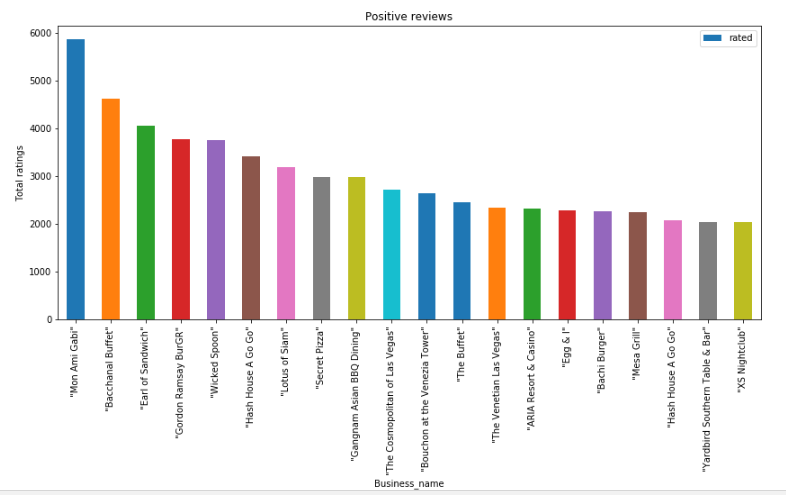 Positive reviews
rated
Total ratings
6000
5000
4000
3000
2000
1000
0
"Mon Ami Gabi"
"Bacchanal Buffet"
"Earl of Sandwich"
"Gordon Ramsay BurGR"
"Wicked Spoon"
"Hash House A Go Go"
"Lotus of Siam"
"Secret Pizza"
"Gangnam Asian BBQ Dining"
"The Cosmopolitan of Las Vegas"
"Bouchon at the Venezia Tower"
"The Buffet"
"The Venetian Las Vegas"
"ARIA Resort & Casino"
"Egg & I"
"Bachi Burger"
"Mesa Grill"
"Hash House A Go Go"
"Yardbird Southern Table & Bar"
"XS Nightclub"
Business_name